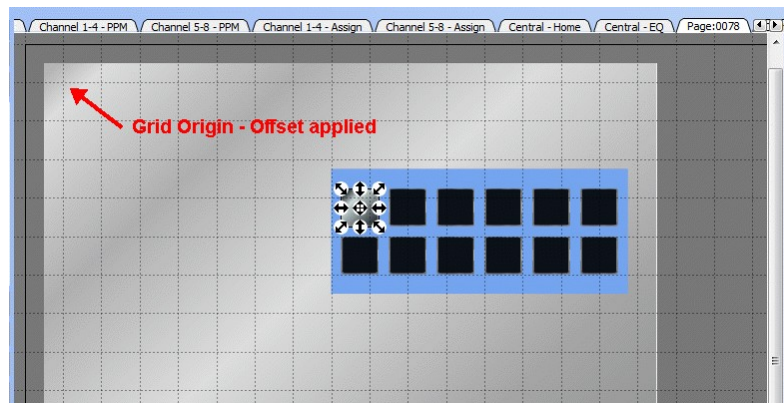 Channel 1-4 - PPM
Channel 5-8 - PPM
Channel 1-4 - Assign
Channel 5-8 - Assign
Central - Home
Central - EQ
Page:0078
Grid Origin - Offset applied